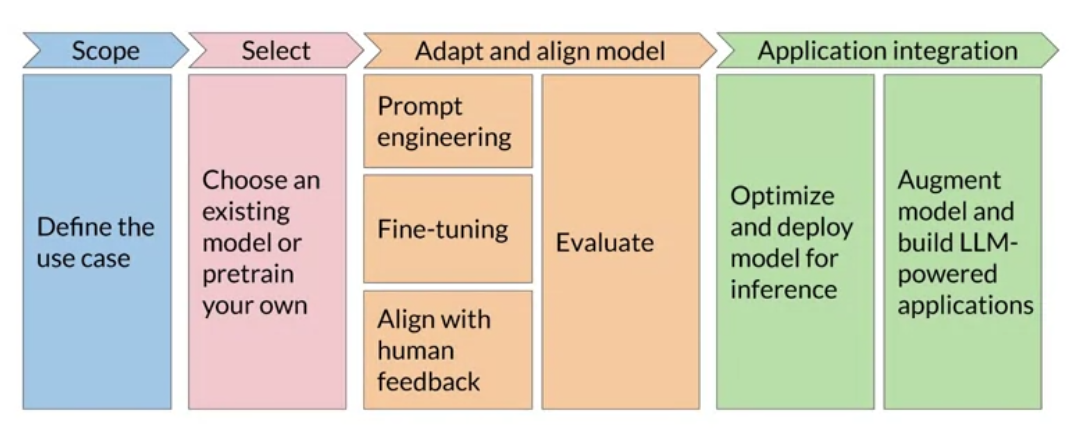 Scope
Select
Adapt and align model
Application integration
Define the
use case
Choose an
existing
model or
pretrain
your own
Prompt
engineering
Fine-tuning
Align with
human
feedback
Evaluate
Optimize
and deploy
model for
inference
Augment
model and
build LLM-
powered
applications